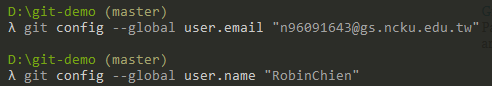 D:\git-demo (master)
λ git config --global user.email "n96091643@gs.ncku.edu.tw"
D:\git-demo (master)
λ git config --global user.name "RobinChien"